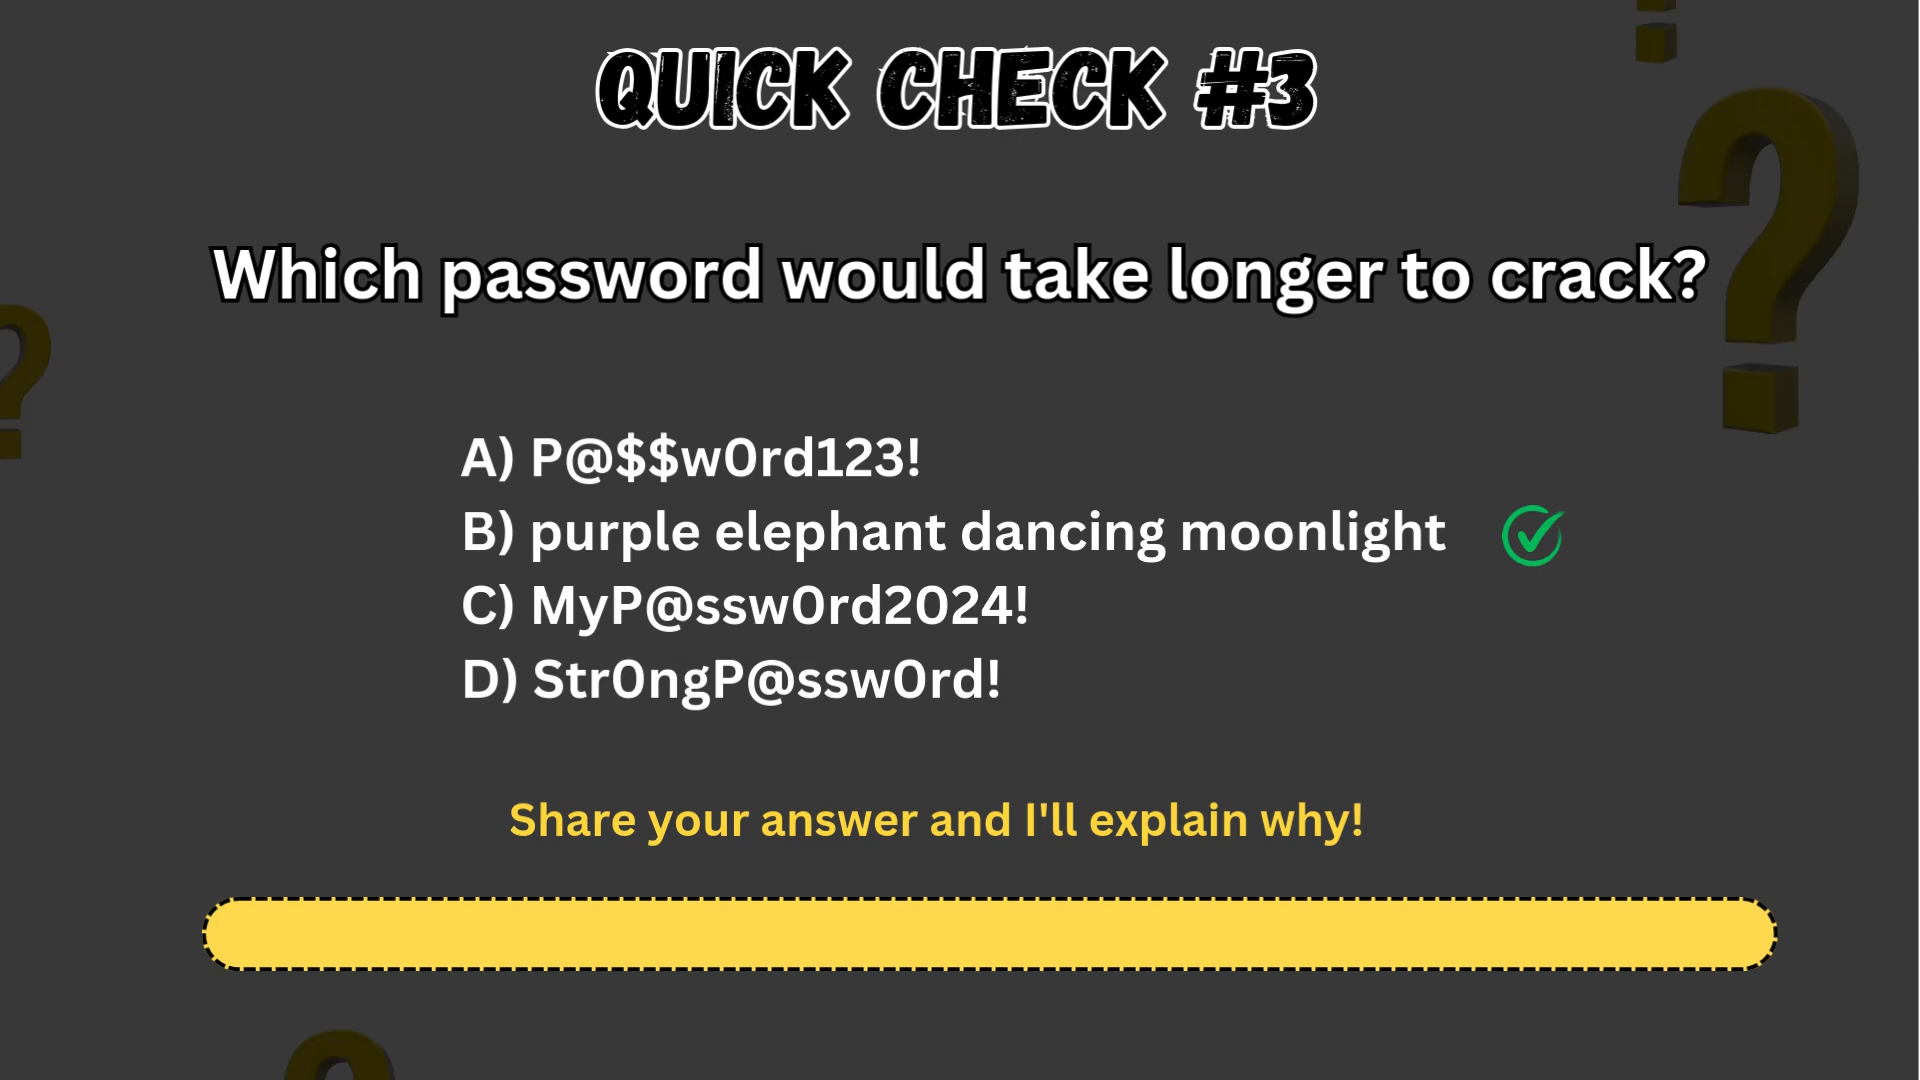 QUICK CHECK #3
Which password would take longer to crack?
A) P@$$w0rd123!
B) purple elephant dancing moonlight
C) MyP@ssw0rd2024!
D) Str0ngP@ssw0rd!
Share your answer and I'll explain why!